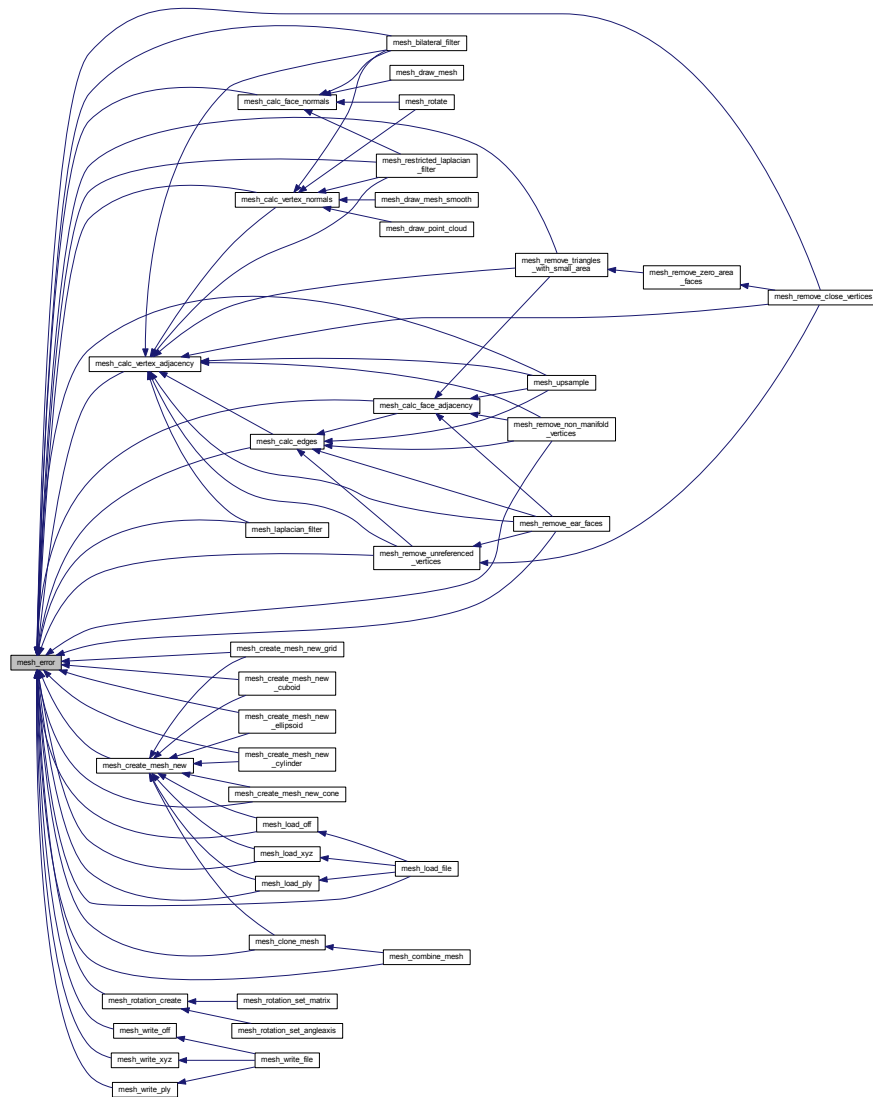 mesh_bilateral_filter
mesh_draw_mesh
mesh_calc_face_normals
mesh_rotate
mesh_restricted_laplacian
_filter
mesh_calc_vertex_normals
mesh_draw_mesh_smooth
mesh_draw_point_cloud
mesh_remove_triangles
_with_small_area
mesh_remove_zero_area
_faces
mesh_remove_close_vertices
mesh_calc_vertex_adjacency
mesh_upsample
mesh_calc_face_adjacency
mesh_remove_non_manifold
_vertices
mesh_calc_edges
mesh_remove_ear_faces
mesh_laplacian_filter
mesh_remove_unreferenced
_vertices
mesh_error
mesh_create_mesh_new_grid
mesh_create_mesh_new
_cuboid
mesh_create_mesh_new
_ellipsoid
mesh_create_mesh_new
_cylinder
mesh_create_mesh_new
mesh_create_mesh_new_cone
mesh_load_off
mesh_load_xyz
mesh_load_file
mesh_load_ply
mesh_clone_mesh
mesh_combine_mesh
mesh_rotation_create
mesh_rotation_set_matrix
mesh_rotation_set_angleaxis
mesh_write_off
mesh_write_xyz
mesh_write_file
mesh_write_ply